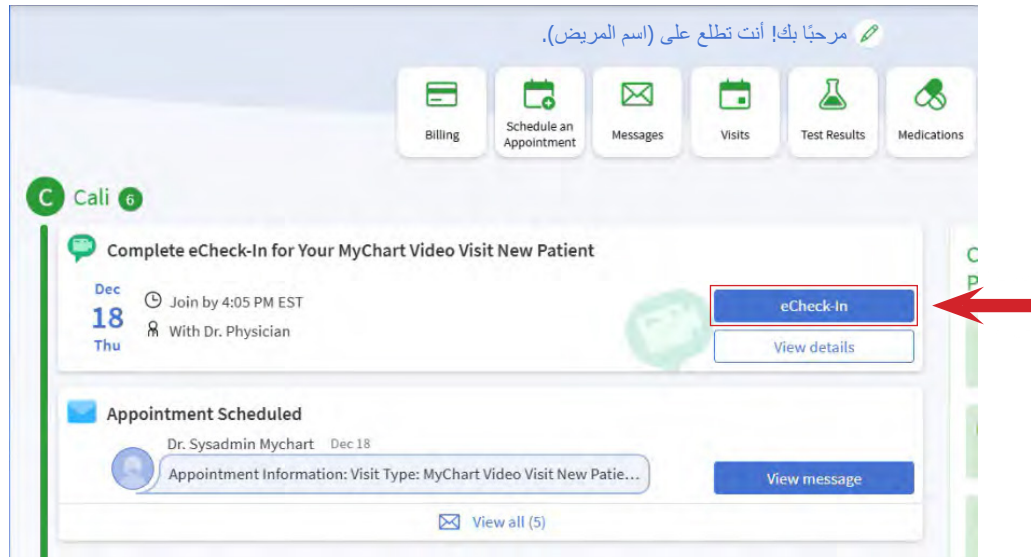 مرحبًا بك! أنت تطلع على (اسم المريض).
Billing
Schedule an
Appointment
Messages
Visits
Test Results
Medications
C Cali 6
Complete eCheck-In for Your MyChart Video Visit New Patient
Dec
18
Thu
Join by 4:05 PM EST
With Dr. Physician
eCheck-In
View details
Appointment Scheduled
Dr. Sysadmin Mychart Dec 18
Appointment Information: Visit Type: MyChart Video Visit New Patie...
View message
View all (5)
C
P